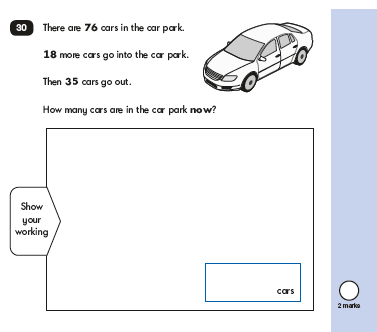 30 There are 76 cars in the car park.
18 more cars go into the car park.
Then 35 cars go out.
How many cars are in the car park now?
Show
your
working
cars
2 marks